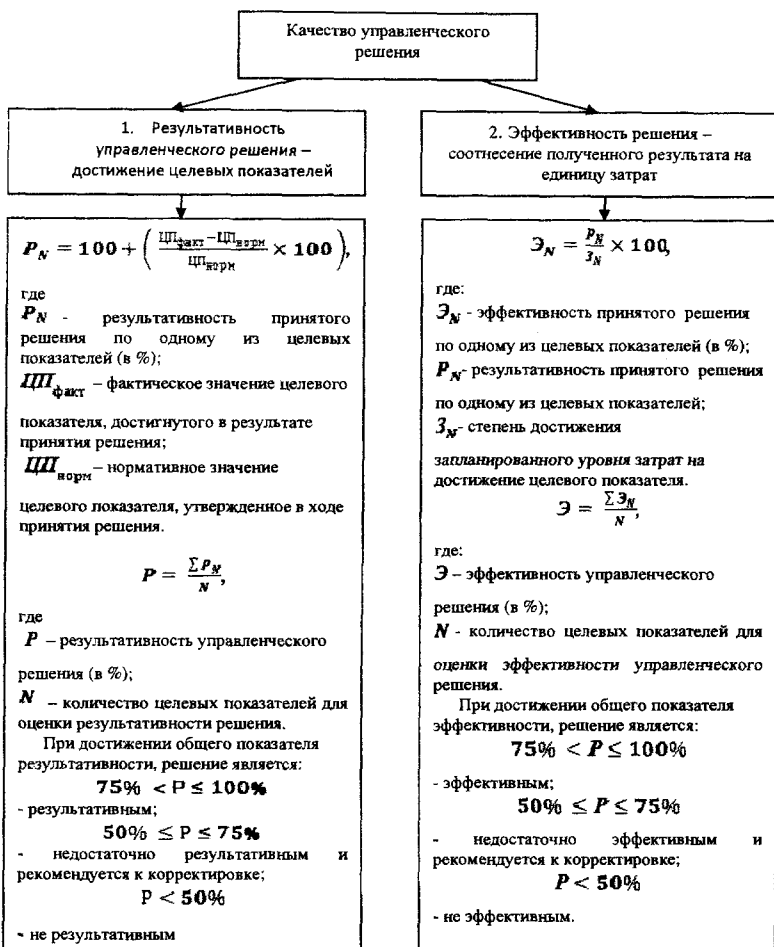 Качество управленческого
решения
1. Результативность
управленческого решения –
достижение целевых показателей
P_N = 100 + ( (ЦП_факт − ЦП_норм) / ЦП_норм × 100 ),
где
P_N - результативность принятого
решения по одному из целевых
показателей (в %);
ЦП_факт – фактическое значение целевого
показателя, достигнутого в результате
принятия решения;
ЦП_норм – нормативное значение
целевого показателя, утвержденное в ходе
принятия решения.
P = ΣP_N / N,
где
P – результативность управленческого
решения (в %);
N – количество целевых показателей для
оценки результативности решения.
При достижении общего показателя
результативности, решение является:
75% < P ≤ 100%
- результативным;
50% ≤ P ≤ 75%
- недостаточно результативным и
рекомендуется к корректировке;
P < 50%
- не результативным
2. Эффективность решения –
соотнесение полученного результата на
единицу затрат
Э_N = P_N / З_N × 100,
где:
Э_N - эффективность принятого решения
по одному из целевых показателей (в %);
P_N - результативность принятого решения
по одному из целевых показателей;
З_N - степень достижения
запланированного уровня затрат на
достижение целевого показателя.
Э = ΣЭ_N / N,
где:
Э – эффективность управленческого
решения (в %);
N - количество целевых показателей для
оценки эффективности управленческого
решения.
При достижении общего показателя
эффективности, решение является:
75% < P ≤ 100%
- эффективным;
50% ≤ P ≤ 75%
- недостаточно эффективным и
рекомендуется к корректировке;
P < 50%
- не эффективным.